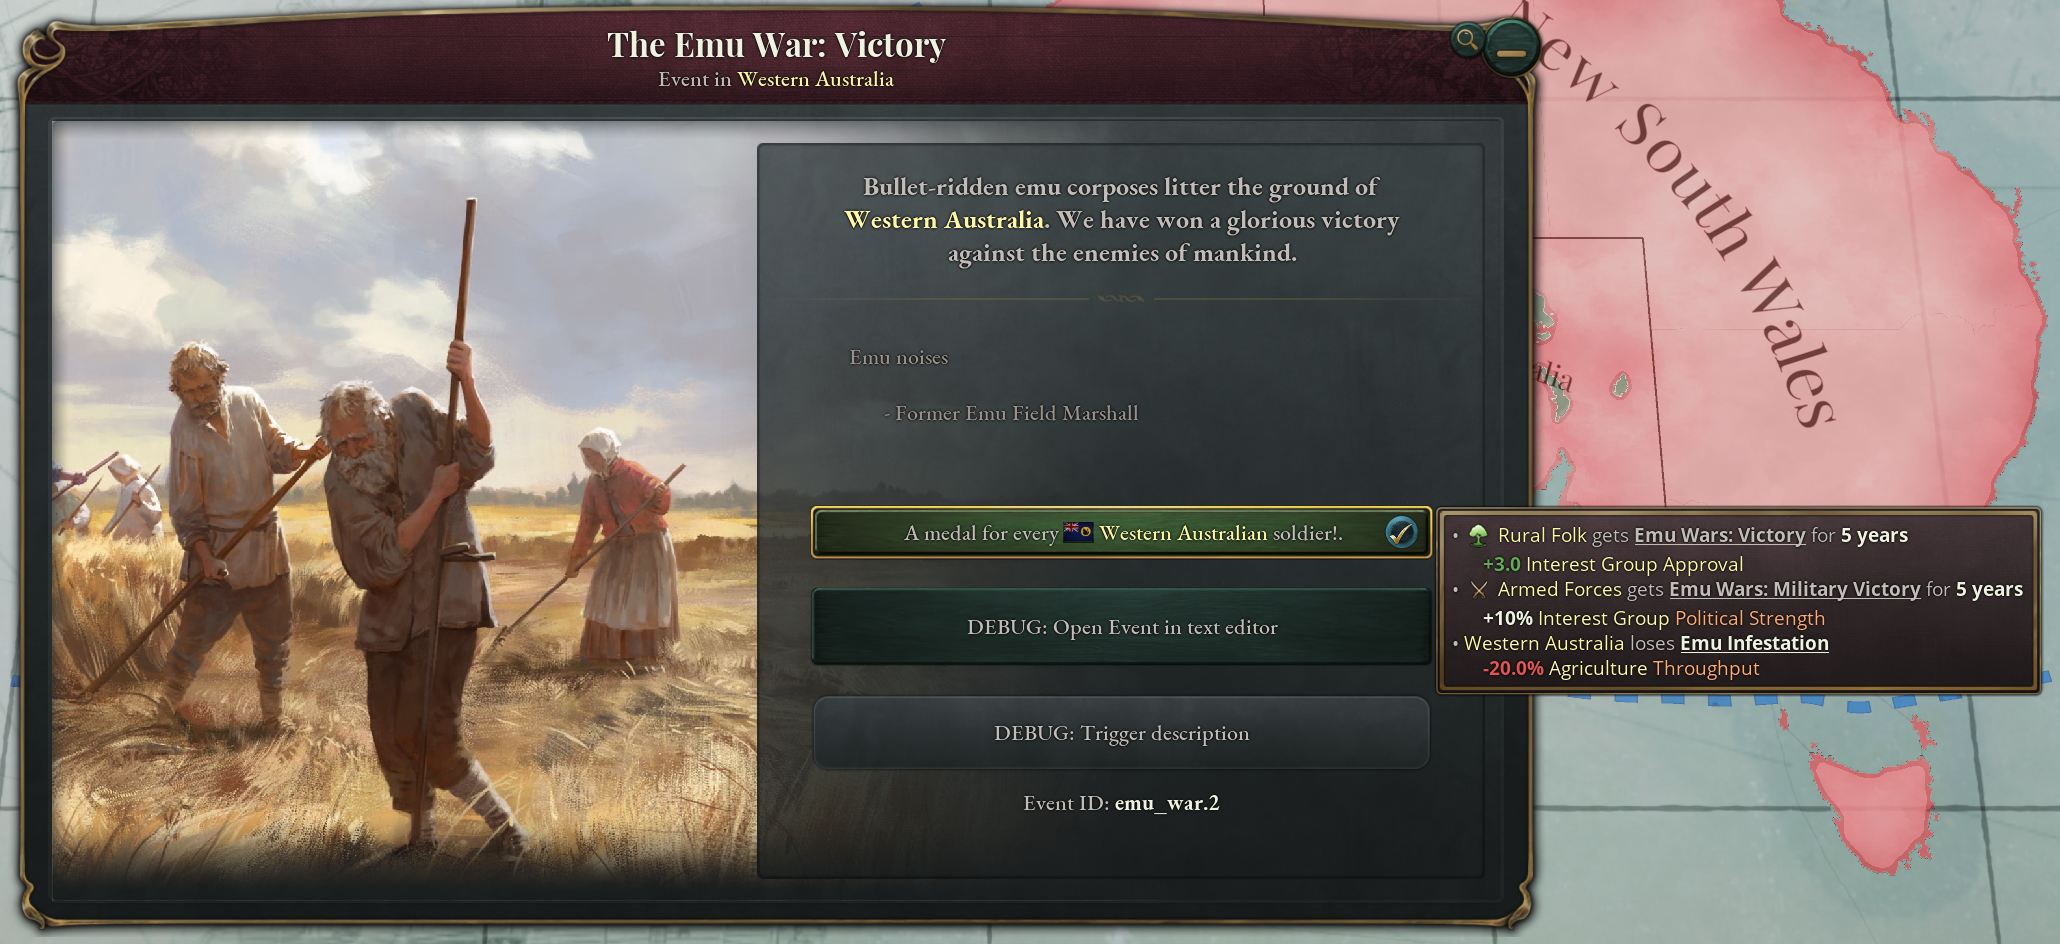 The Emu War: Victory
Event in Western Australia
New South Wales
Bullet-ridden emu corposes litter the ground of
Western Australia. We have won a glorious victory
against the enemies of mankind.
Emu noises
- Former Emu Field Marshall
A medal for every Western Australian soldier!.
• Rural Folk gets Emu Wars: Victory for 5 years
+3.0 Interest Group Approval
• Armed Forces gets Emu Wars: Military Victory for 5 years
+10% Interest Group Political Strength
• Western Australia loses Emu Infestation
-20.0% Agriculture Throughput
DEBUG: Open Event in text editor
DEBUG: Trigger description
Event ID: emu_war.2